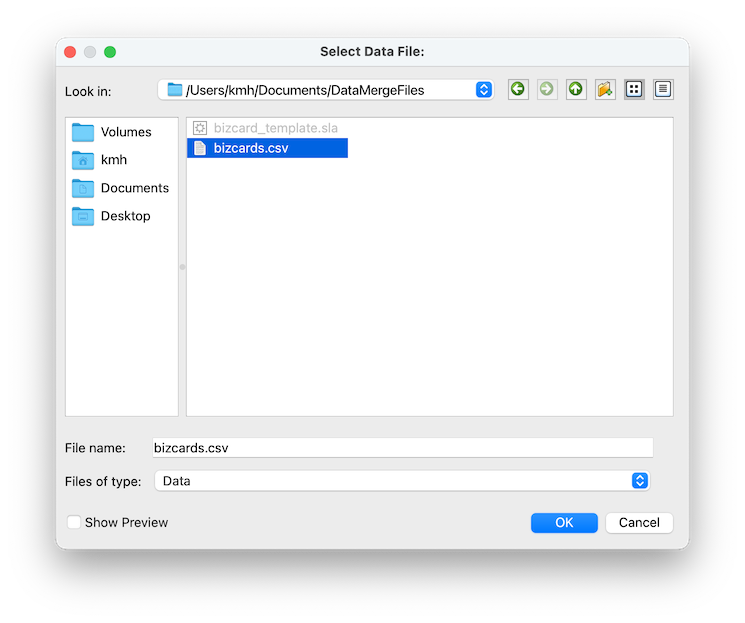 Select Data File:
Look in:
/Users/kmh/Documents/DataMergeFiles
Volumes
kmh
Documents
Desktop
bizcard_template.sla
bizcards.csv
File name:
bizcards.csv
Files of type:
Data
Show Preview
OK
Cancel